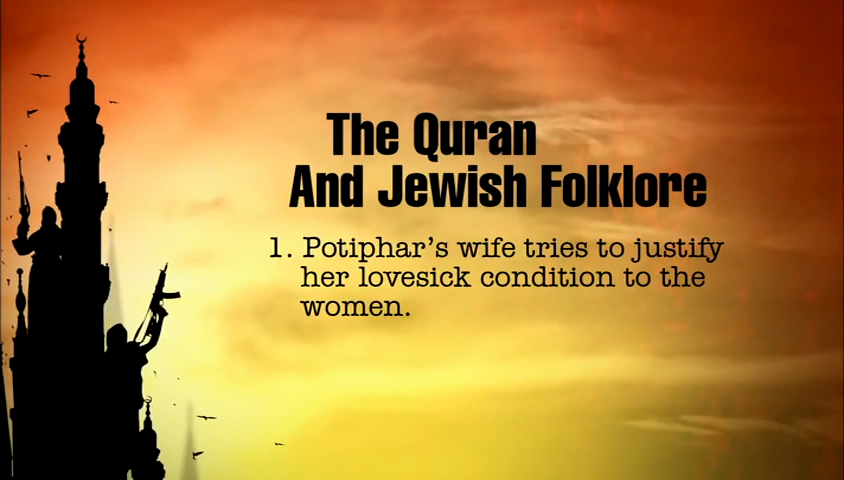 The Quran
And Jewish Folklore
1. Potiphar's wife tries to justify
her lovesick condition to the
women.